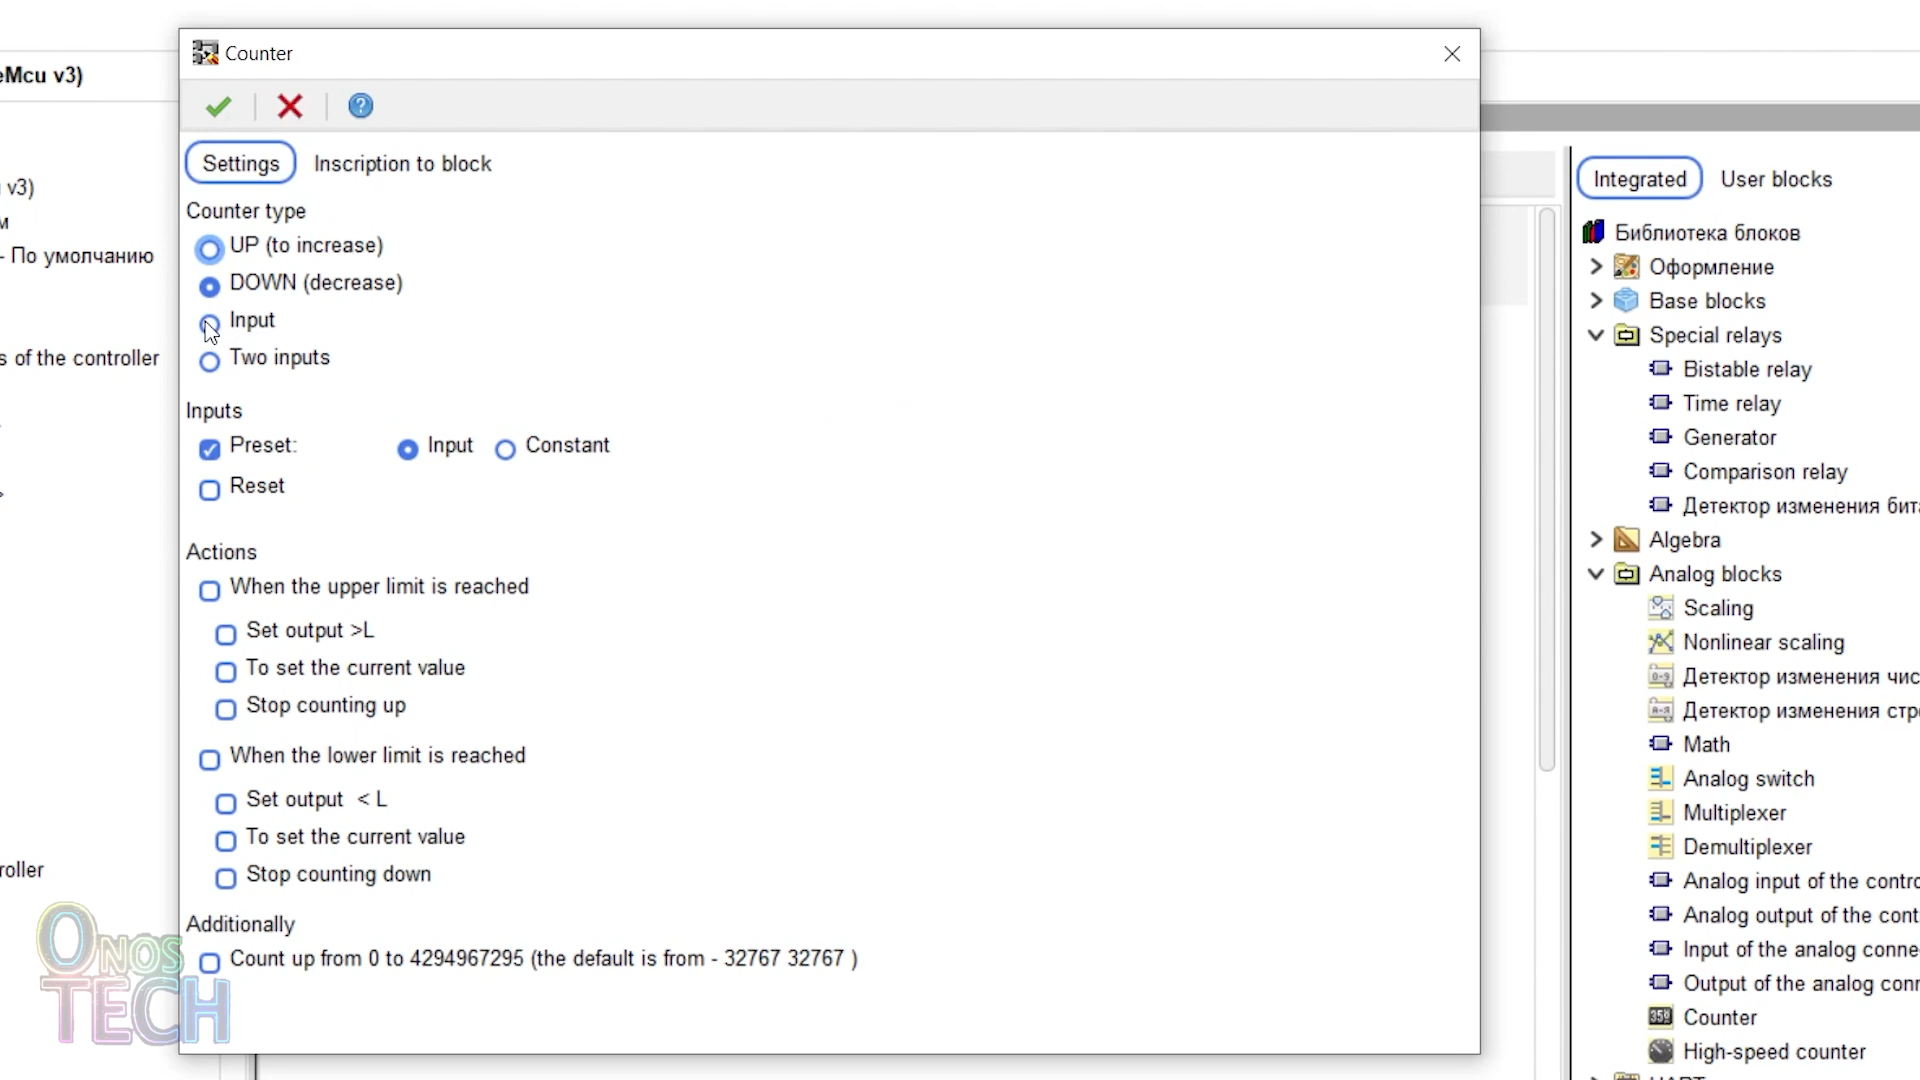 Counter
eMcu v3)
Settings Inscription to block
Counter type
UP (to increase)
DOWN (decrease)
Input
Two inputs
Inputs
Preset: Input Constant
Reset
Actions
When the upper limit is reached
Set output >L
To set the current value
Stop counting up
When the lower limit is reached
Set output < L
To set the current value
Stop counting down
Additionally
Count up from 0 to 4294967295 (the default is from - 32767 32767 )
v3)
м
- По умолчанию
s of the controller
roller
ONOS
TECH
Integrated User blocks
Библиотека блоков
Оформление
Base blocks
Special relays
Bistable relay
Time relay
Generator
Comparison relay
Детектор изменения бит
Algebra
Analog blocks
Scaling
Nonlinear scaling
Детектор изменения чис
Детектор изменения стр
Math
Analog switch
Multiplexer
Demultiplexer
Analog input of the contro
Analog output of the cont
Input of the analog conne
Output of the analog conn
Counter
High-speed counter